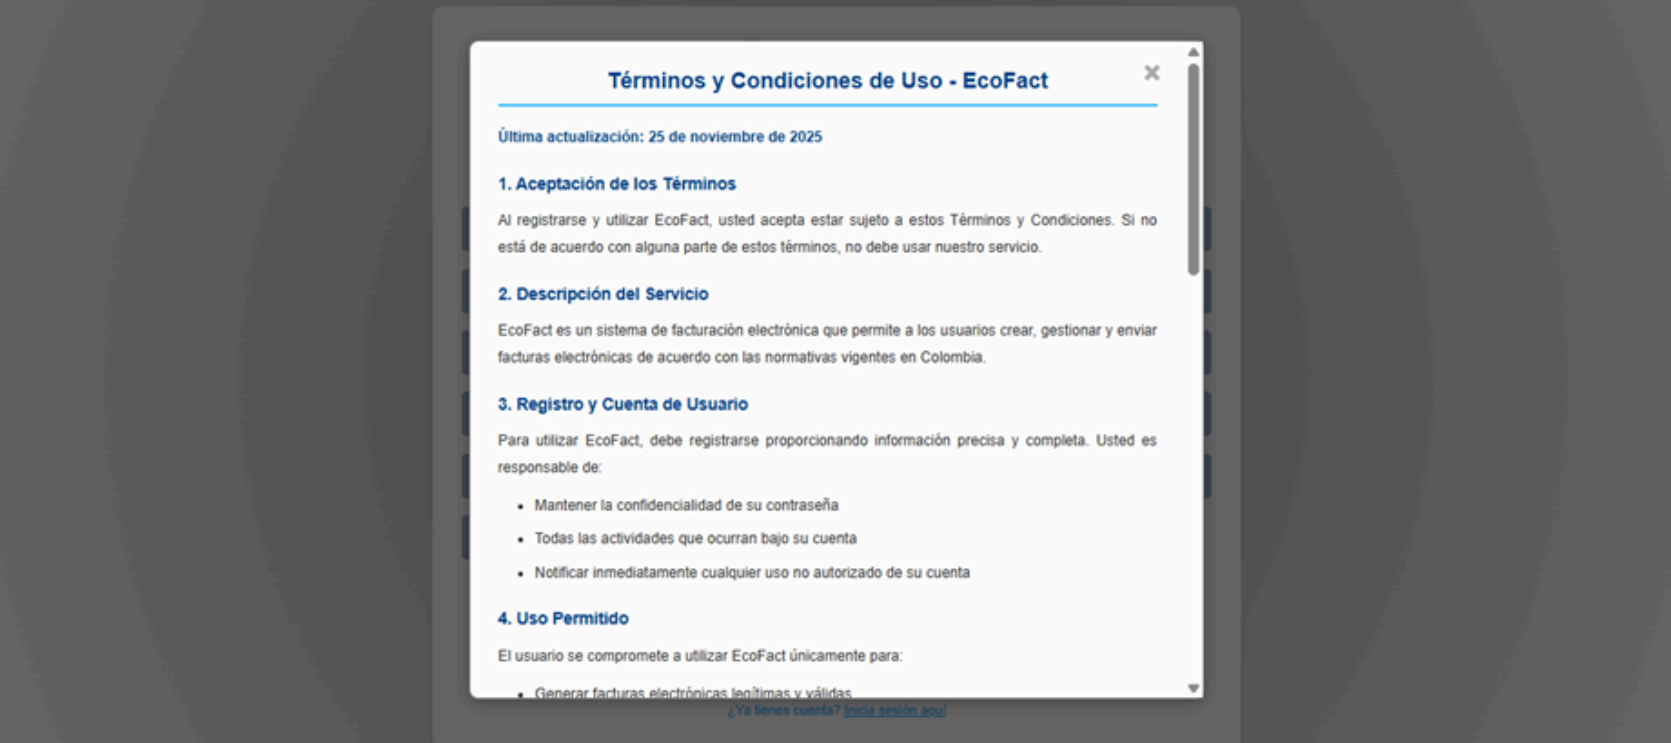 Términos y Condiciones de Uso - EcoFact
Última actualización: 25 de noviembre de 2025
1. Aceptación de los Términos
Al registrarse y utilizar EcoFact, usted acepta estar sujeto a estos Términos y Condiciones. Si no
está de acuerdo con alguna parte de estos términos, no debe usar nuestro servicio.
2. Descripción del Servicio
EcoFact es un sistema de facturación electrónica que permite a los usuarios crear, gestionar y enviar
facturas electrónicas de acuerdo con las normativas vigentes en Colombia.
3. Registro y Cuenta de Usuario
Para utilizar EcoFact, debe registrarse proporcionando información precisa y completa. Usted es
responsable de:
• Mantener la confidencialidad de su contraseña
• Todas las actividades que ocurran bajo su cuenta
• Notificar inmediatamente cualquier uso no autorizado de su cuenta
4. Uso Permitido
El usuario se compromete a utilizar EcoFact únicamente para:
• Generar facturas electrónicas legítimas y válidas
¿Ya tienes cuenta? Inicia sesión aquí